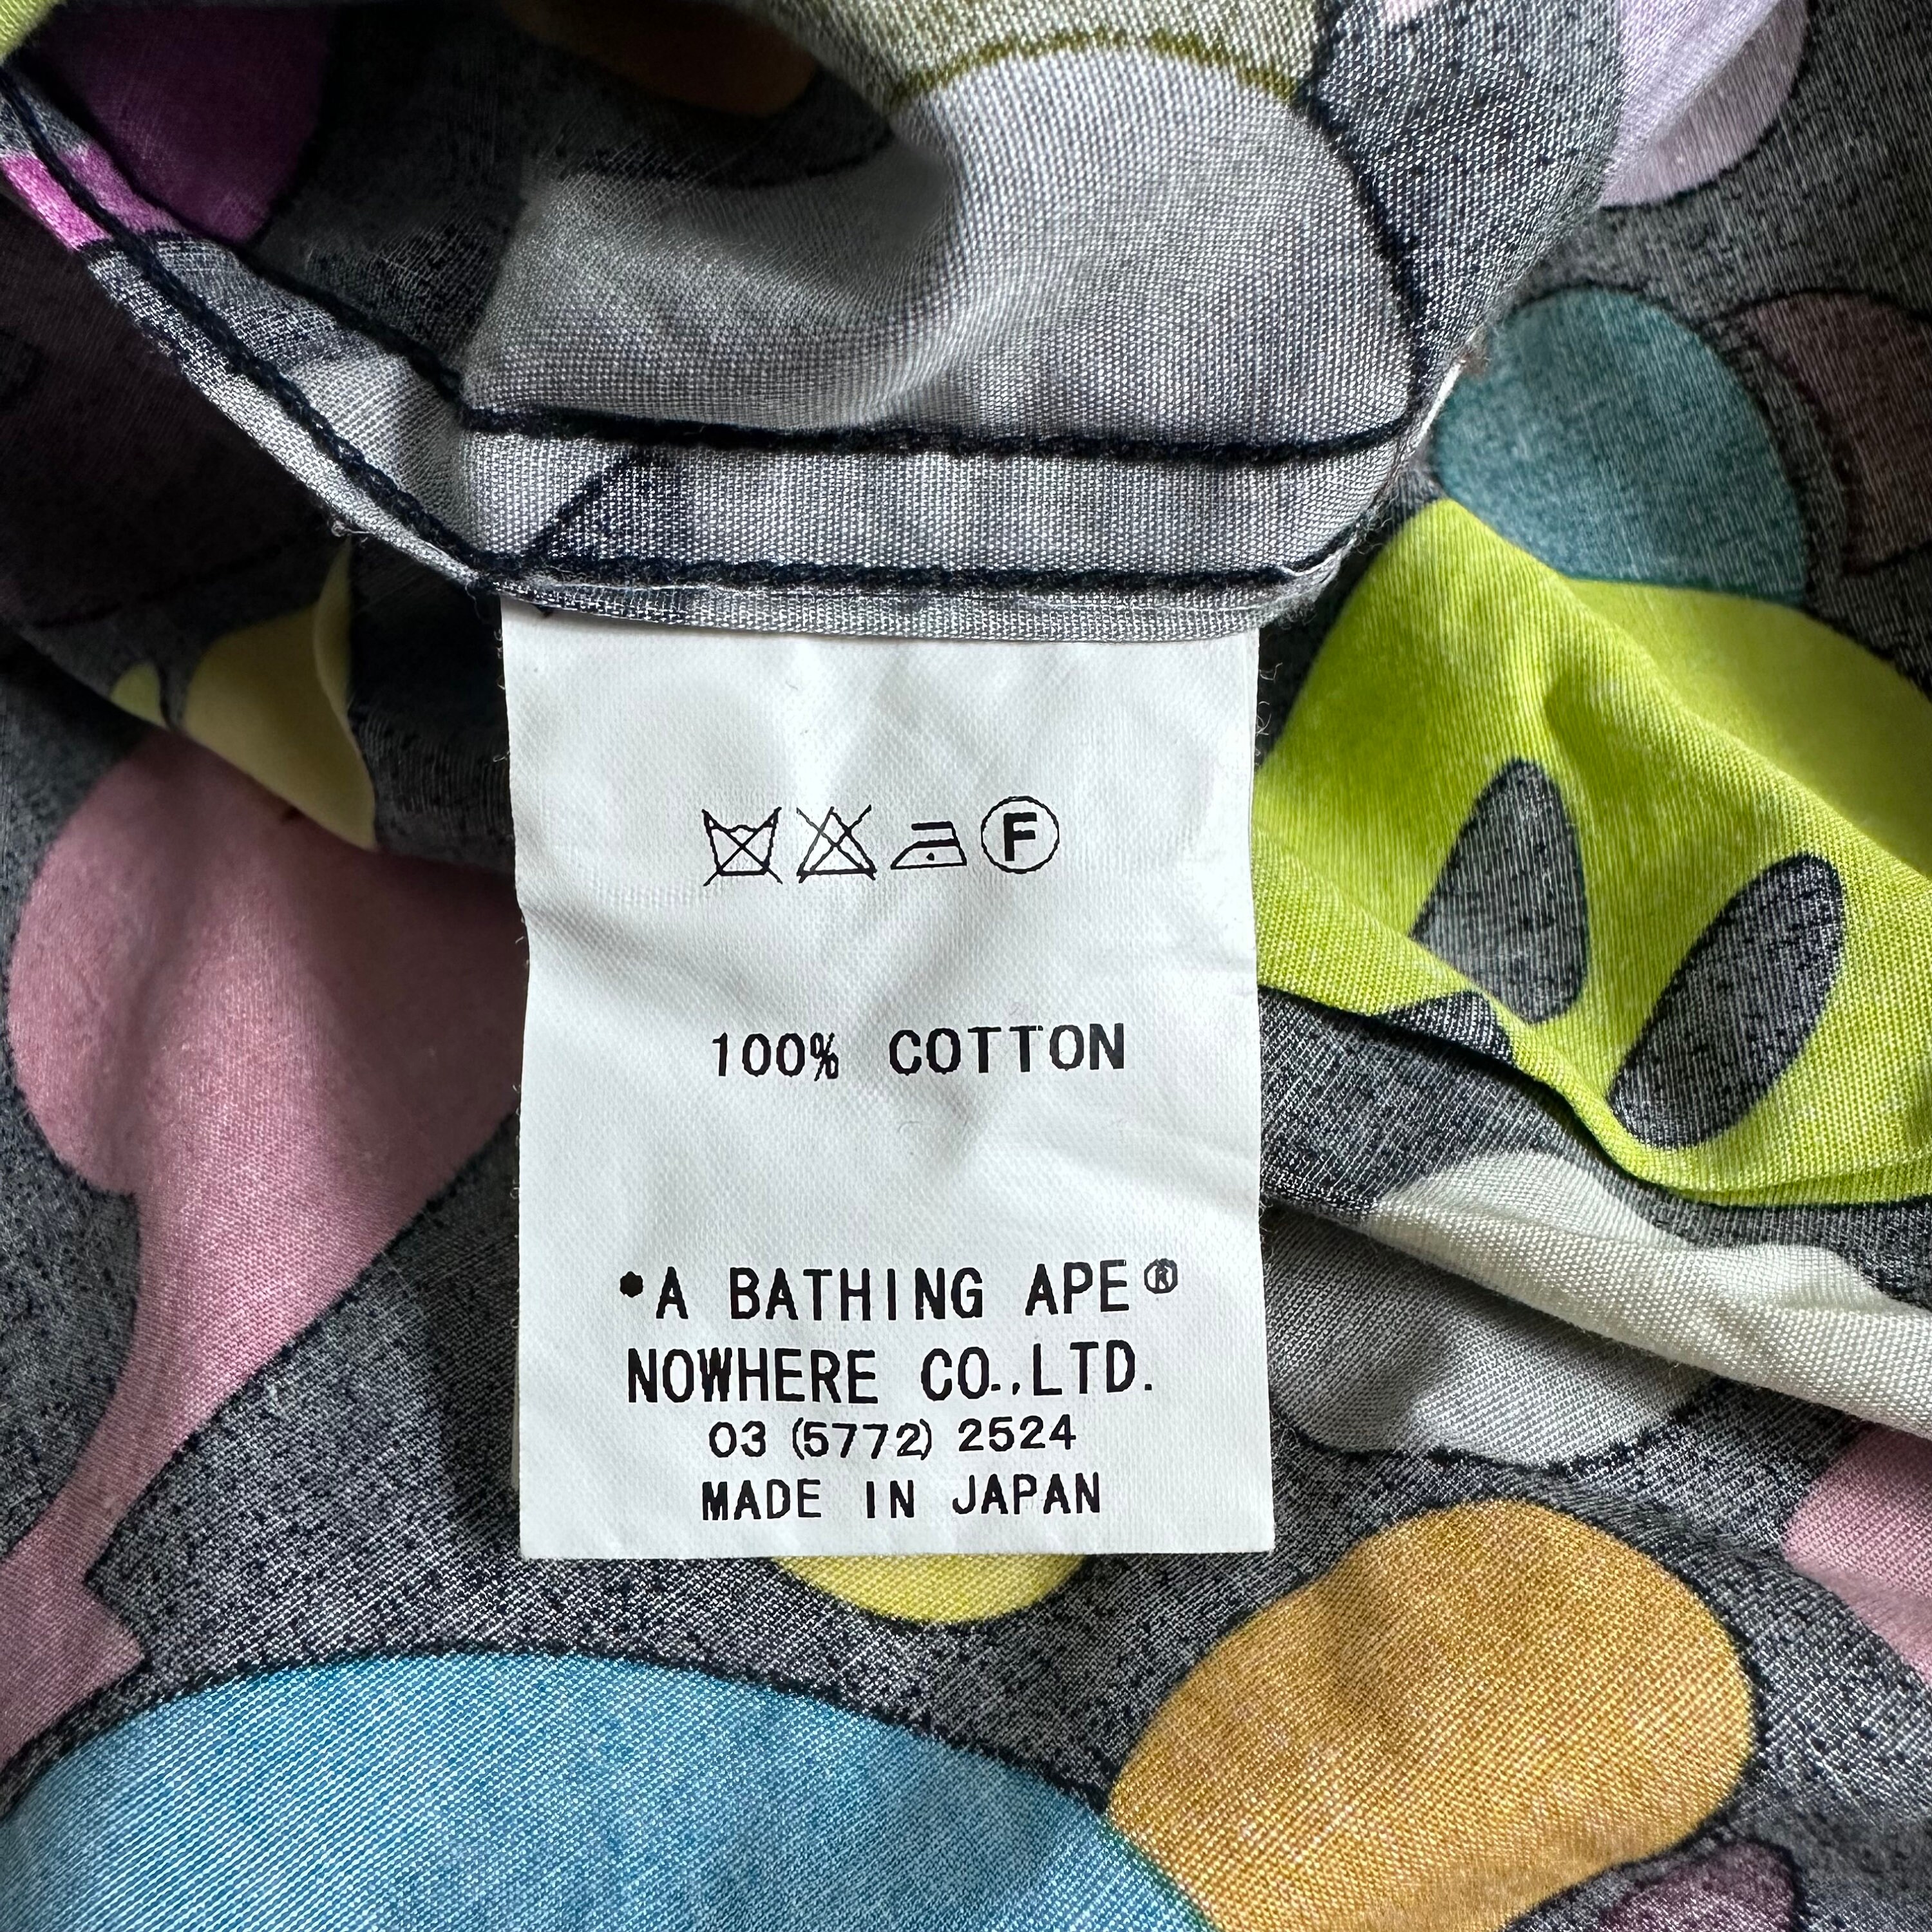 F
100% COTTON
•A BATHING APE®
NOWHERE CO.,LTD.
03 (5772) 2524
MADE IN JAPAN